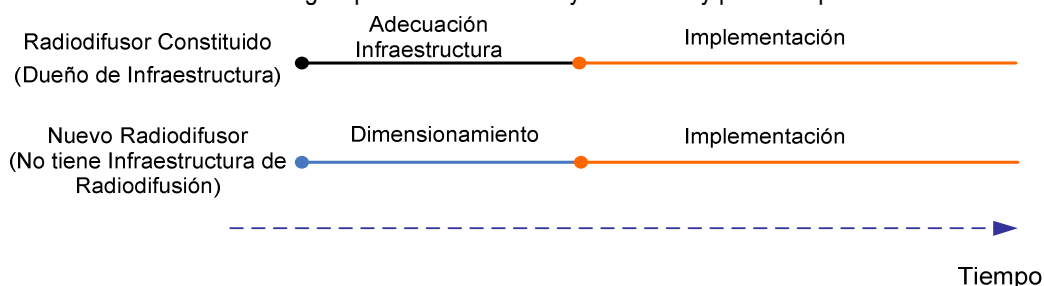 Radiodifusor Constituido
(Dueño de Infraestructura)
Adecuación
Infraestructura
Implementación
Nuevo Radiodifusor
(No tiene Infraestructura de
Radiodifusión)
Dimensionamiento
Implementación
Tiempo